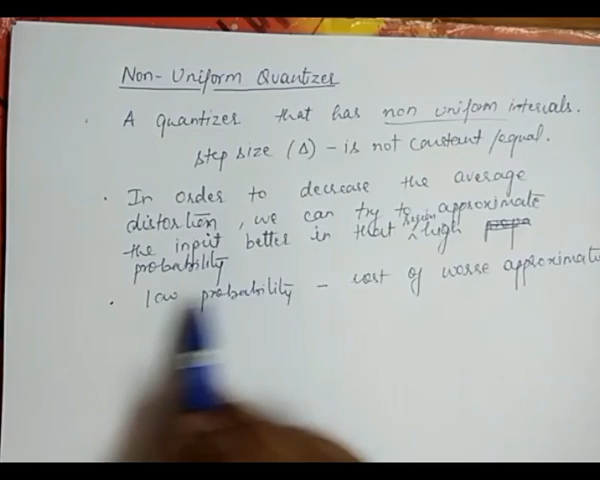 Non-Uniform Quantizer
A quantizer that has non uniform intervals.
step size (Δ) - is not constant/equal.
. In order to decrease the average
distortion, we can try to approximate
the input better in that region high
probability
. low probability - cost of worse approximati